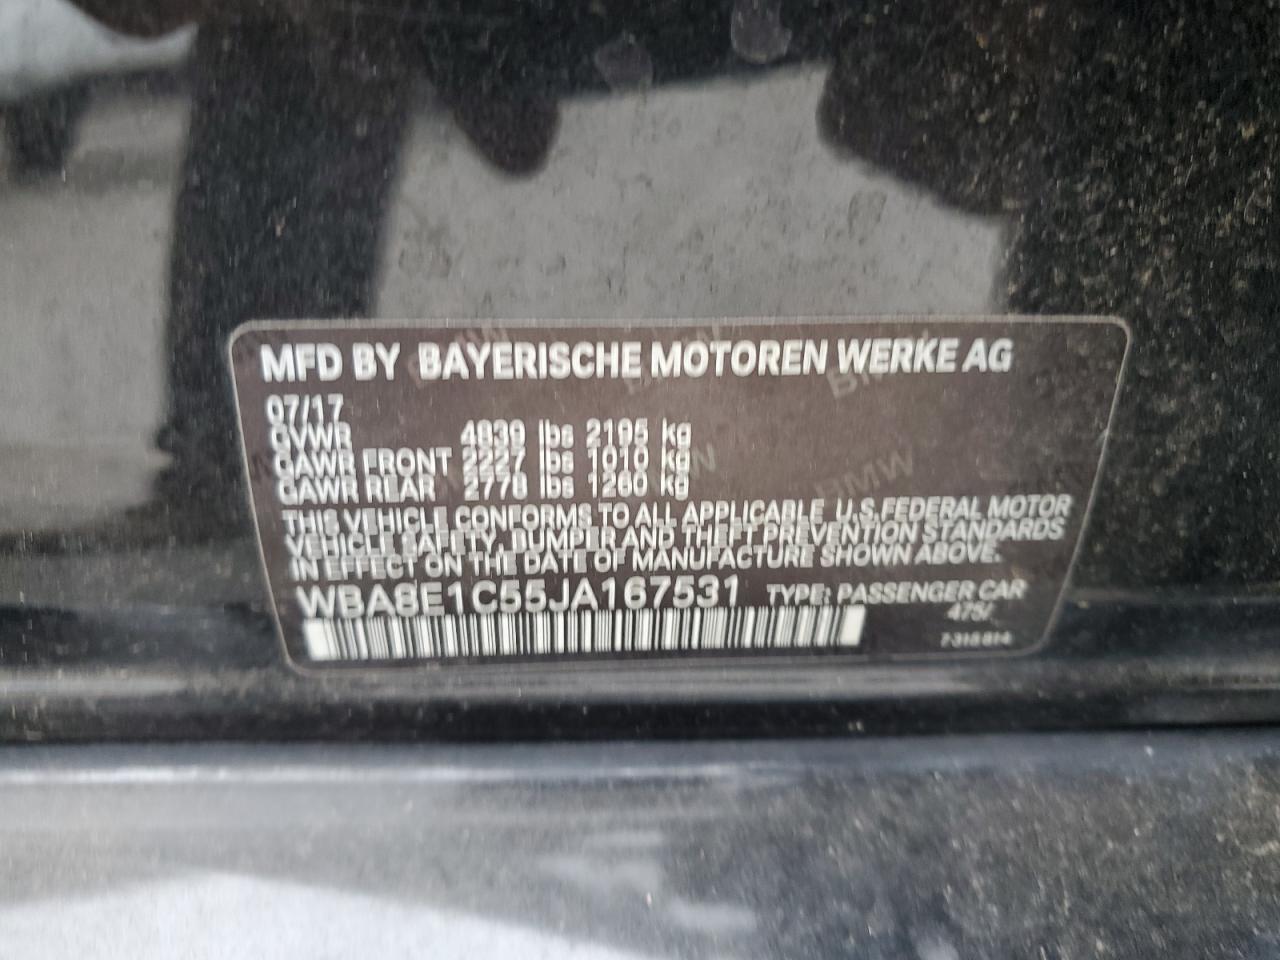 MFD BY BAYERISCHE MOTOREN WERKE AG
07/17
GVWR 4839 lbs 2195 kg
GAWR FRONT 2227 lbs 1010 kg
GAWR REAR 2778 lbs 1260 kg
THIS VEHICLE CONFORMS TO ALL APPLICABLE U.S.FEDERAL MOTOR
VEHICLE SAFETY, BUMPER AND THEFT PREVENTION STANDARDS
IN EFFECT ON THE DATE OF MANUFACTURE SHOWN ABOVE.
WBA8E1C55JA167531 TYPE: PASSENGER CAR